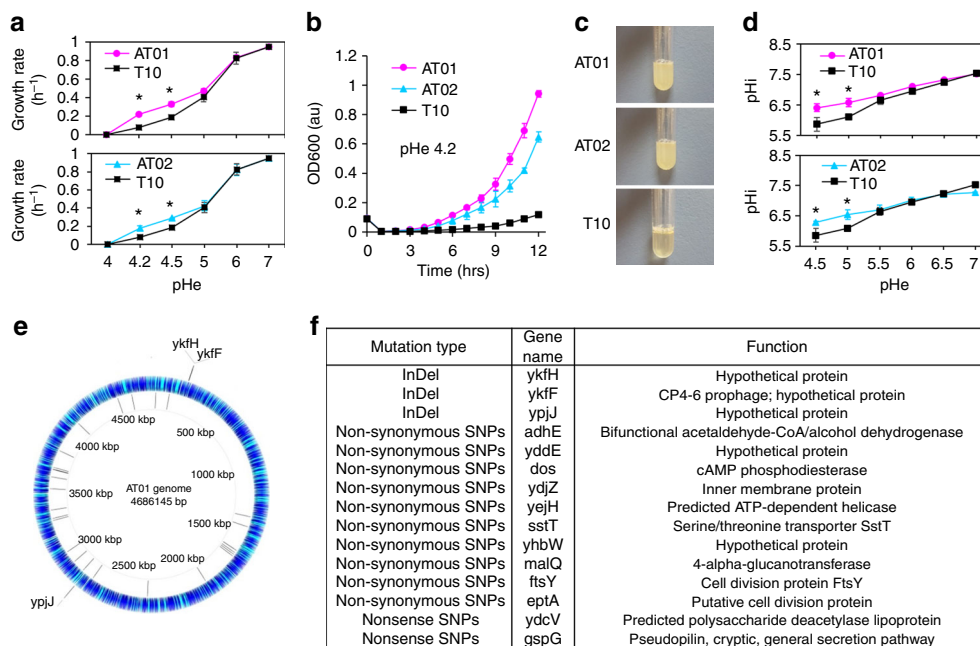 a
Growth rate
(h⁻¹)
1
0.8
0.6
0.4
0.2
0
AT01
T10
*
*
Growth rate
(h⁻¹)
1
0.8
0.6
0.4
0.2
0
AT02
T10
*
*
4 4.2 4.5 5 6 7
pHe
b
OD600 (au)
1.2
1
0.8
0.6
0.4
0.2
0
AT01
AT02
T10
pHe 4.2
0 3 6 9 12
Time (hrs)
c
AT01
AT02
T10
d
pHi
8.5
7.5
6.5
5.5
AT01
T10
*
*
pHi
8.5
7.5
6.5
5.5
AT02
T10
*
*
4.5 5 5.5 6 6.5 7
pHe
e
ykfH
ykfF
4500 kbp
500
4000 kbp
1000 kbp
3500 kbp
AT01 genome
4686145 bp
1500 kbp
3000 kbp
2000 kbp
2500 kbp
ypjJ
f
Mutation type Gene name Function
InDel ykfH Hypothetical protein
InDel ykfF CP4-6 prophage; hypothetical protein
InDel ypjJ Hypothetical protein
Non-synonymous SNPs adhE Bifunctional acetaldehyde-CoA/alcohol dehydrogenase
Non-synonymous SNPs yddE Hypothetical protein
Non-synonymous SNPs dos cAMP phosphodiesterase
Non-synonymous SNPs ydjZ Inner membrane protein
Non-synonymous SNPs yejH Predicted ATP-dependent helicase
Non-synonymous SNPs sstT Serine/threonine transporter SstT
Non-synonymous SNPs yhbW Hypothetical protein
Non-synonymous SNPs malQ 4-alpha-glucanotransferase
Non-synonymous SNPs ftsY Cell division protein FtsY
Non-synonymous SNPs eptA Putative cell division protein
Nonsense SNPs ydcV Predicted polysaccharide deacetylase lipoprotein
Nonsense SNPs gspG Pseudopilin, cryptic, general secretion pathway